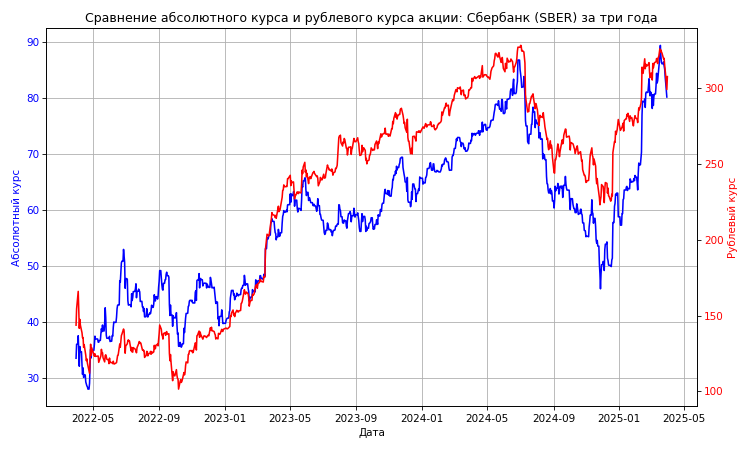 Сравнение абсолютного курса и рублевого курса акции: Сбербанк (SBER) за три года
90
80
70
60
50
40
30
Абсолютный курс
300
250
200
150
100
Рублевый курс
2022-05 2022-09 2023-01 2023-05 2023-09 2024-01 2024-05 2024-09 2025-01 2025-05
Дата